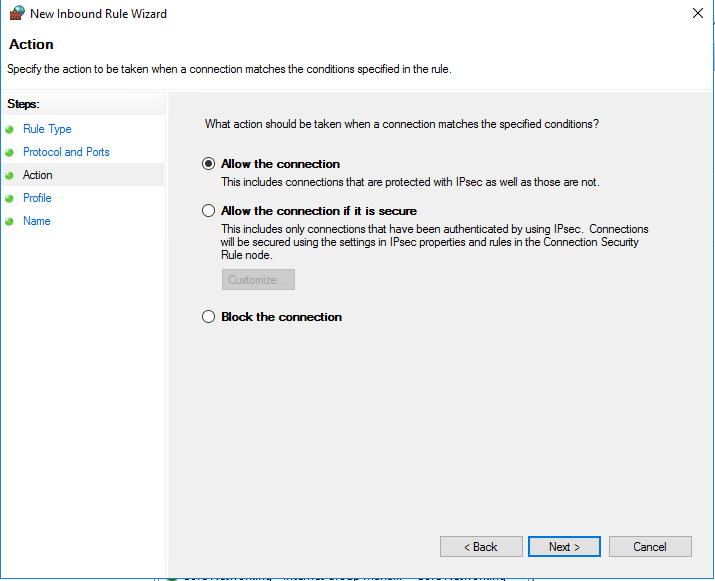 New Inbound Rule Wizard
Action
Specify the action to be taken when a connection matches the conditions specified in the rule.
Steps:
Rule Type
Protocol and Ports
Action
Profile
Name
What action should be taken when a connection matches the specified conditions?
Allow the connection
This includes connections that are protected with IPsec as well as those are not.
Allow the connection if it is secure
This includes only connections that have been authenticated by using IPsec. Connections
will be secured using the settings in IPsec properties and rules in the Connection Security
Rule node.
Customize...
Block the connection
< Back
Next >
Cancel